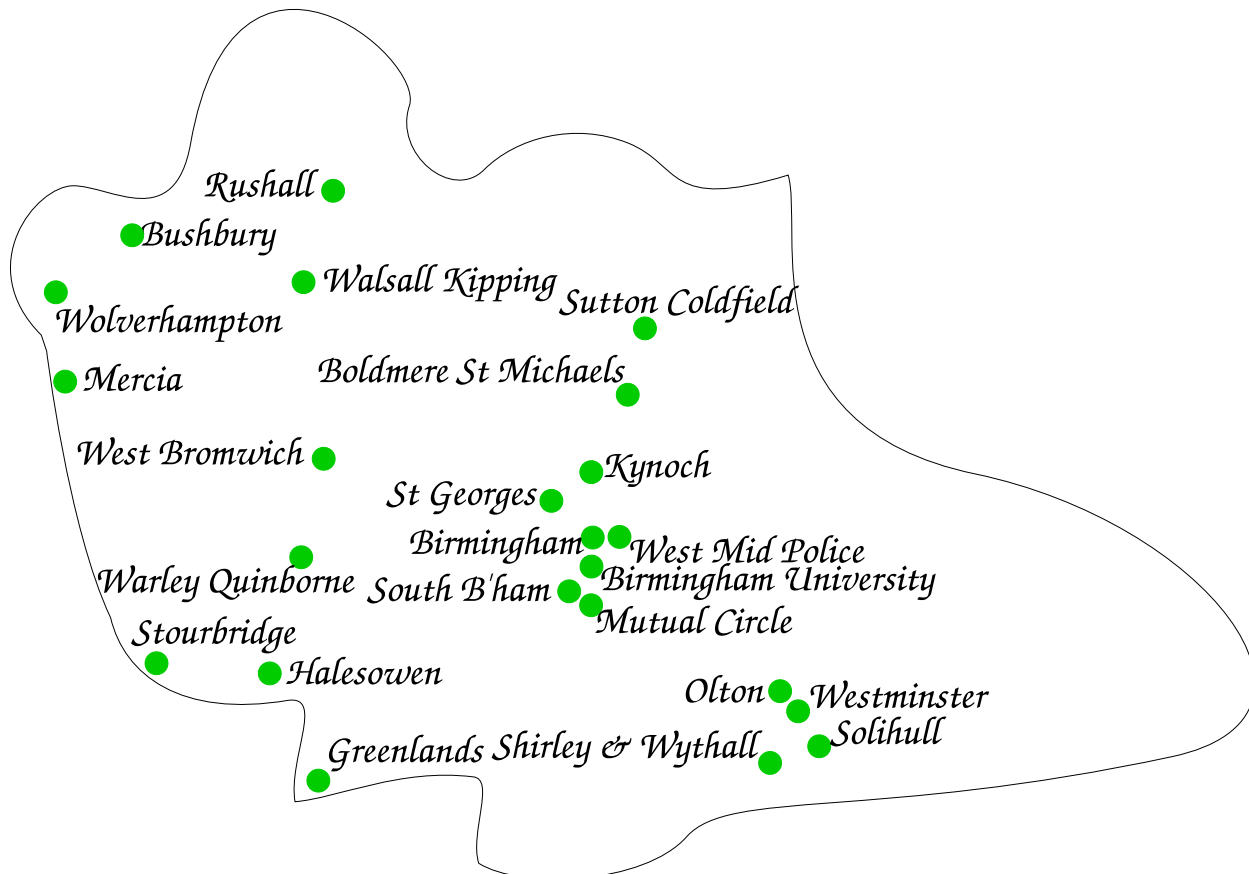 Rushall
Bushbury
Walsall Kipping
Sutton Coldfield
Wolverhampton
Boldmere St Michaels
Mercia
West Bromwich
Kynoch
St Georges
Birmingham
West Mid Police
Warley Quinborne
Birmingham University
South B'ham
Mutual Circle
Stourbridge
Halesowen
Olton
Westminster
Solihull
Greenlands
Shirley & Wythall